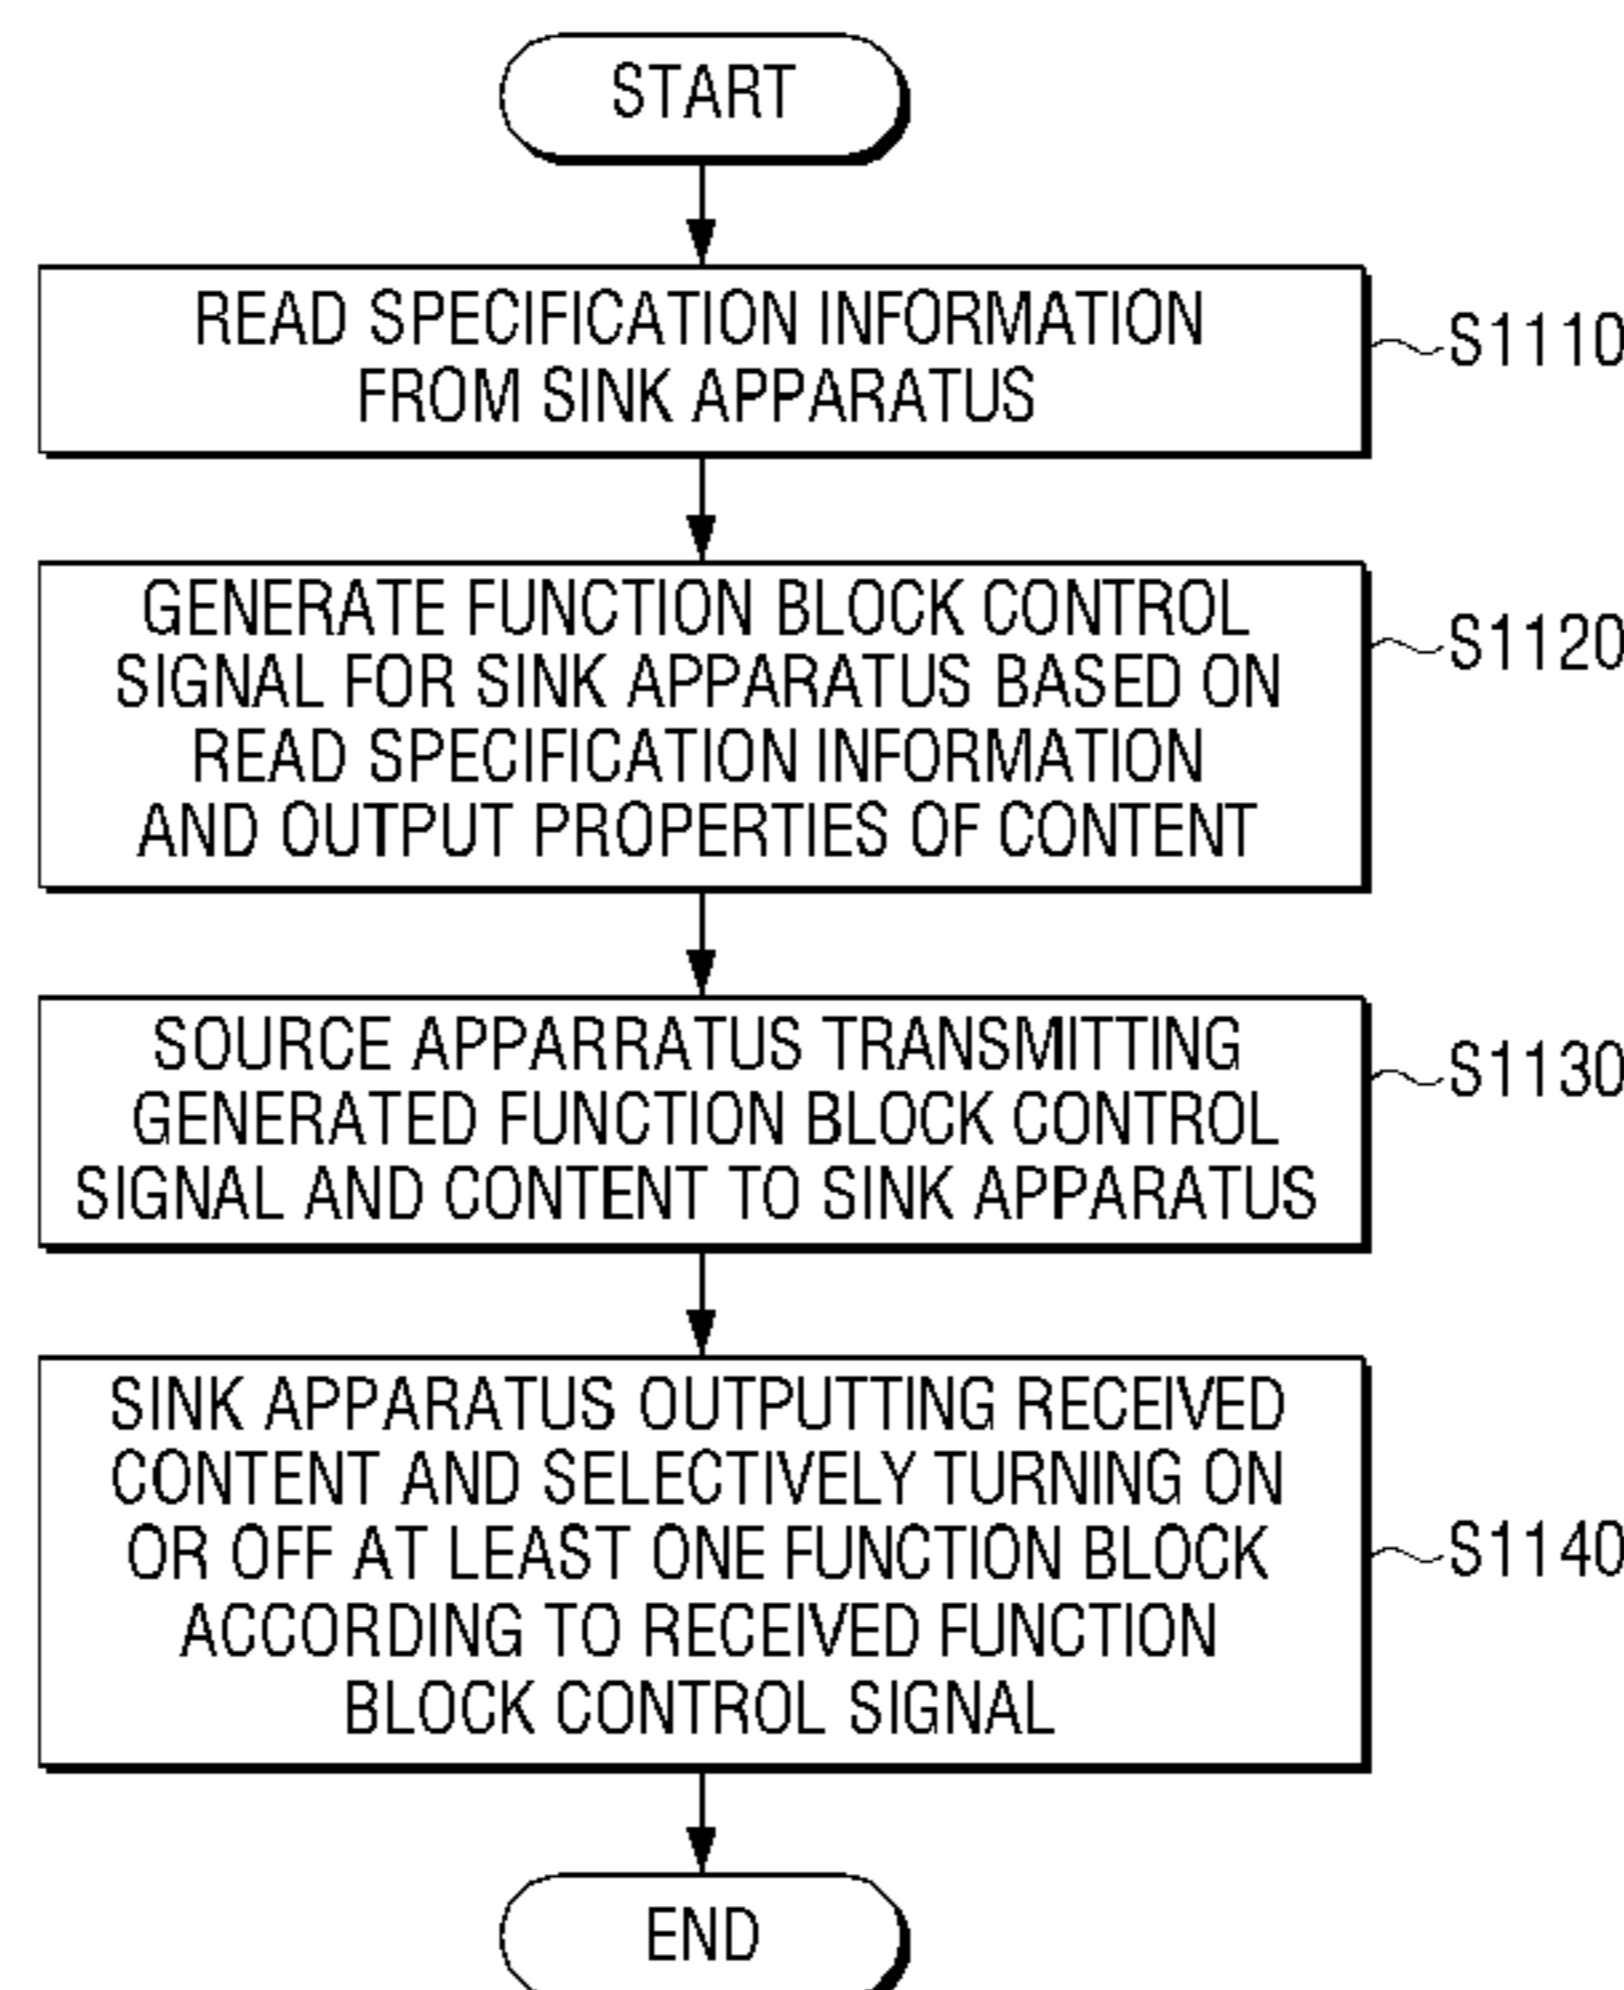 START
READ SPECIFICATION INFORMATION
FROM SINK APPARATUS
S1110
GENERATE FUNCTION BLOCK CONTROL
SIGNAL FOR SINK APPARATUS BASED ON
READ SPECIFICATION INFORMATION
AND OUTPUT PROPERTIES OF CONTENT
S1120
SOURCE APPARRATUS TRANSMITTING
GENERATED FUNCTION BLOCK CONTROL
SIGNAL AND CONTENT TO SINK APPARATUS
S1130
SINK APPARATUS OUTPUTTING RECEIVED
CONTENT AND SELECTIVELY TURNING ON
OR OFF AT LEAST ONE FUNCTION BLOCK
ACCORDING TO RECEIVED FUNCTION
BLOCK CONTROL SIGNAL
S1140
END